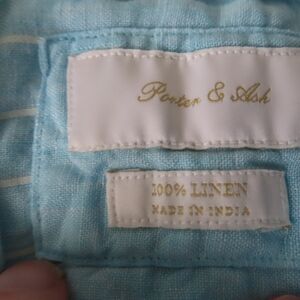 Porter & Ash
100% LINEN
MADE IN INDIA